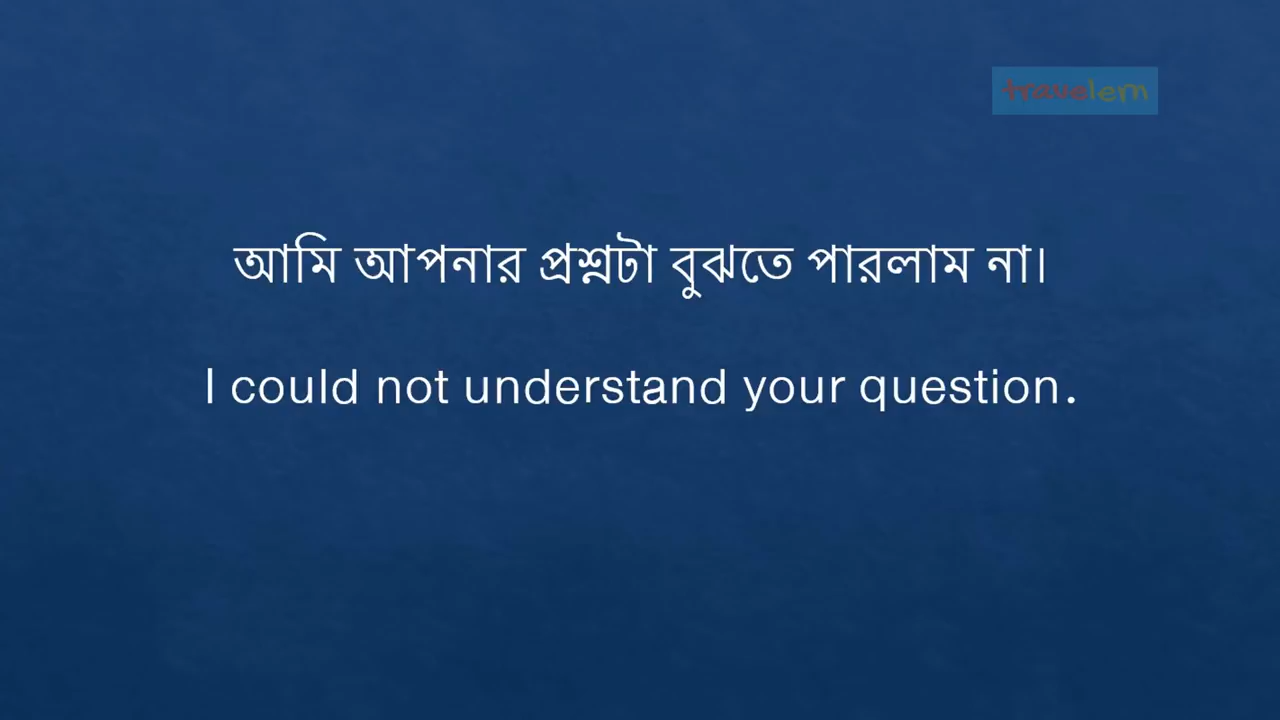 travelem
আমি আপনার প্রশ্নটা বুঝতে পারলাম না।
I could not understand your question.